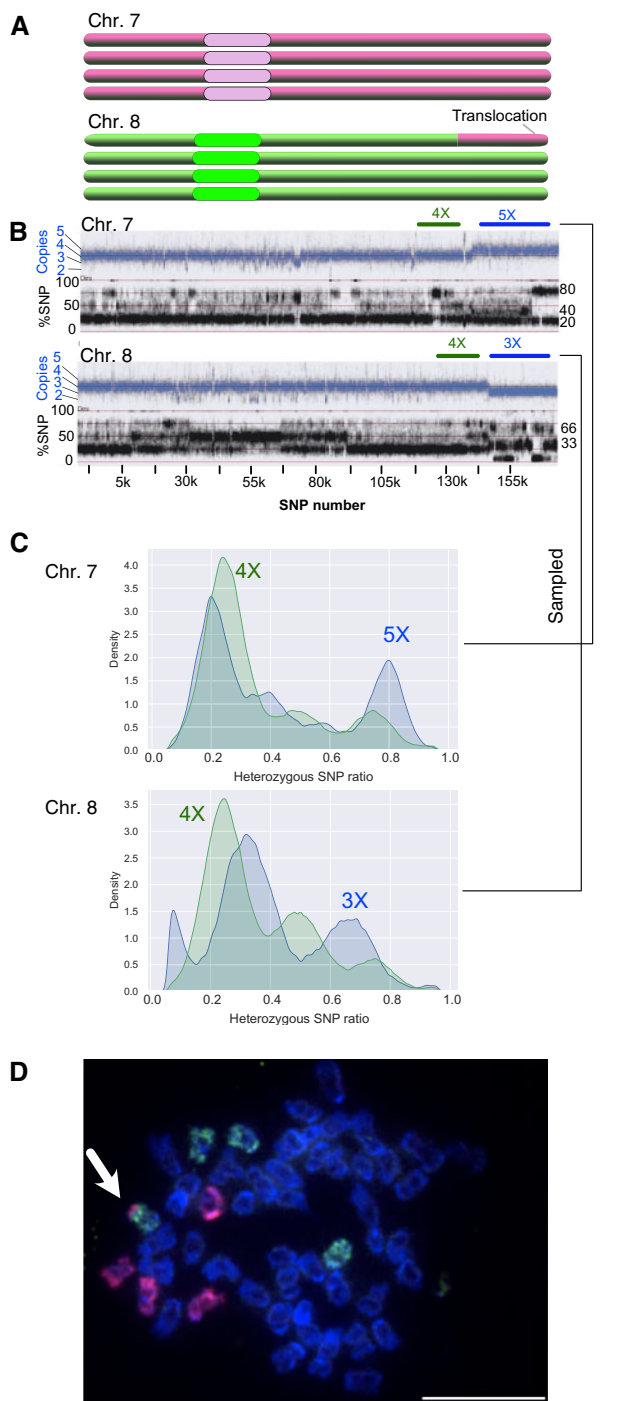 A
Chr. 7
Chr. 8
Translocation
B
Chr. 7
4X
5X
5
4
3
2
Copies
100
50
0
%SNP
80
40
20
Chr. 8
4X
3X
5
4
3
2
Copies
100
50
0
%SNP
66
33
5k 30k 55k 80k 105k 130k 155k
SNP number
C
Chr. 7
4X
5X
4.0
3.5
3.0
2.5
2.0
1.5
1.0
0.5
0.0
Density
0.0 0.2 0.4 0.6 0.8 1.0
Heterozygous SNP ratio
Sampled
Chr. 8
4X
3X
3.5
3.0
2.5
2.0
1.5
1.0
0.5
0.0
Density
0.0 0.2 0.4 0.6 0.8 1.0
Heterozygous SNP ratio
D